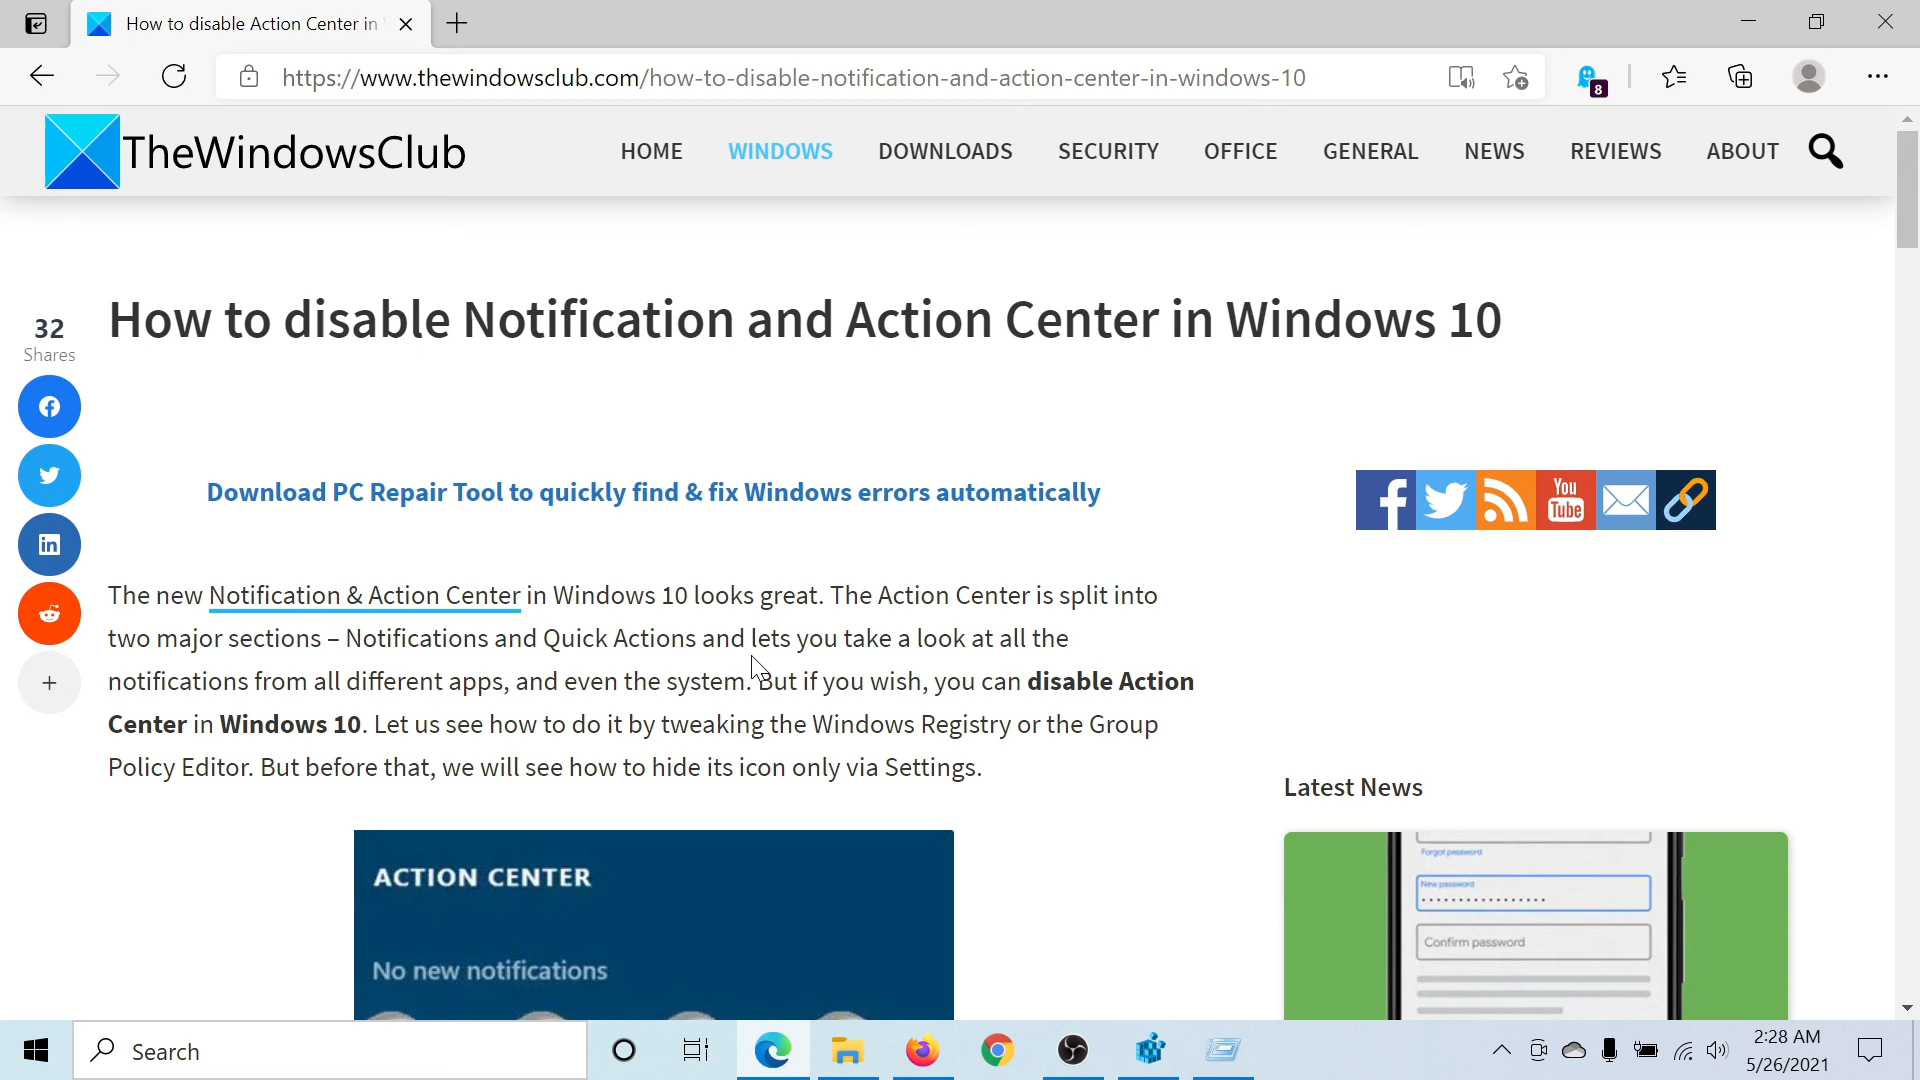 How to disable Action Center in
https://www.thewindowsclub.com/how-to-disable-notification-and-action-center-in-windows-10
8
TheWindowsClub
HOME WINDOWS DOWNLOADS SECURITY OFFICE GENERAL NEWS REVIEWS ABOUT
How to disable Notification and Action Center in Windows 10
32
Shares
Download PC Repair Tool to quickly find & fix Windows errors automatically
You
Tube
The new Notification & Action Center in Windows 10 looks great. The Action Center is split into
two major sections – Notifications and Quick Actions and lets you take a look at all the
notifications from all different apps, and even the system. But if you wish, you can disable Action
Center in Windows 10. Let us see how to do it by tweaking the Windows Registry or the Group
Policy Editor. But before that, we will see how to hide its icon only via Settings.
Latest News
ACTION CENTER
No new notifications
Forgot password
New password
Confirm password
Search
2:28 AM
5/26/2021